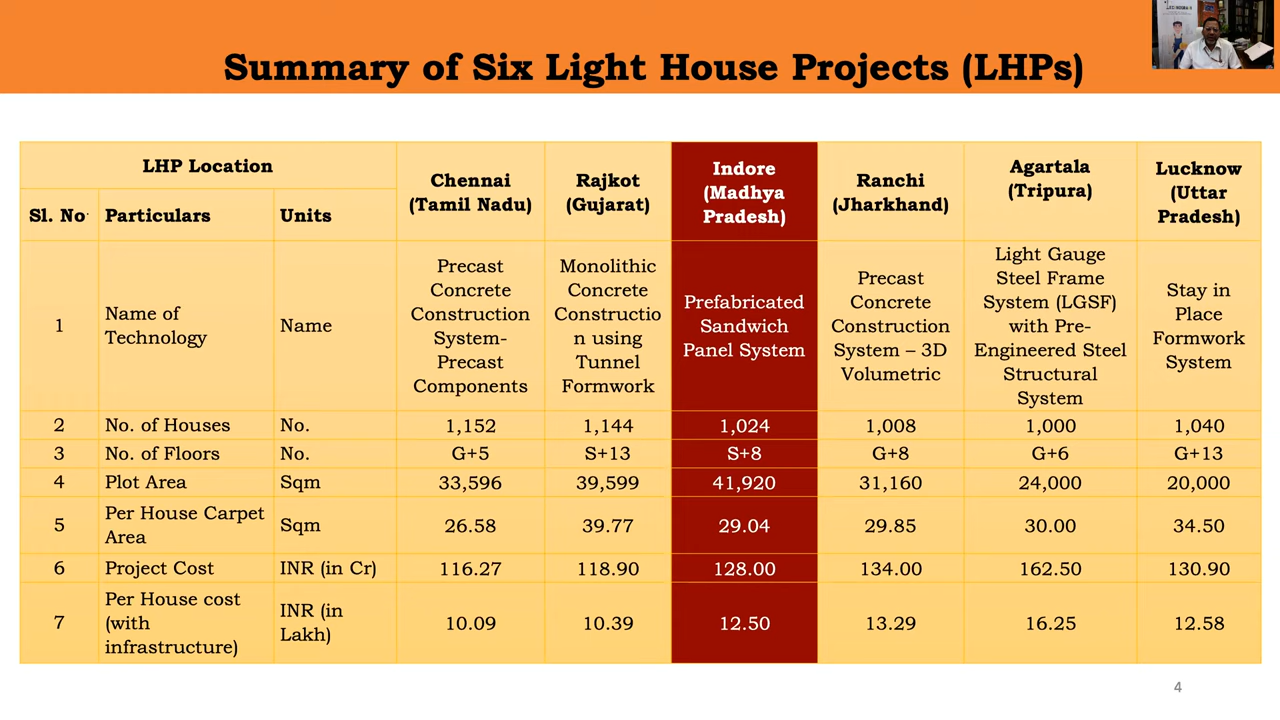 Summary of Six Light House Projects (LHPs)
LHP Location
Chennai
(Tamil Nadu)
Rajkot
(Gujarat)
Indore
(Madhya
Pradesh)
Ranchi
(Jharkhand)
Agartala
(Tripura)
Lucknow
(Uttar
Pradesh)
Sl. No. Particulars Units
1
Name of
Technology
Name
Precast
Concrete
Construction
System-
Precast
Components
Monolithic
Concrete
Constructio
n using
Tunnel
Formwork
Prefabricated
Sandwich
Panel System
Precast
Concrete
Construction
System – 3D
Volumetric
Light Gauge
Steel Frame
System (LGSF)
with Pre-
Engineered Steel
Structural
System
Stay in
Place
Formwork
System
2 No. of Houses No. 1,152 1,144 1,024 1,008 1,000 1,040
3 No. of Floors No. G+5 S+13 S+8 G+8 G+6 G+13
4 Plot Area Sqm 33,596 39,599 41,920 31,160 24,000 20,000
5
Per House Carpet
Area
Sqm 26.58 39.77 29.04 29.85 30.00 34.50
6 Project Cost INR (in Cr) 116.27 118.90 128.00 134.00 162.50 130.90
7
Per House cost
(with
infrastructure)
INR (in
Lakh)
10.09 10.39 12.50 13.29 16.25 12.58
4